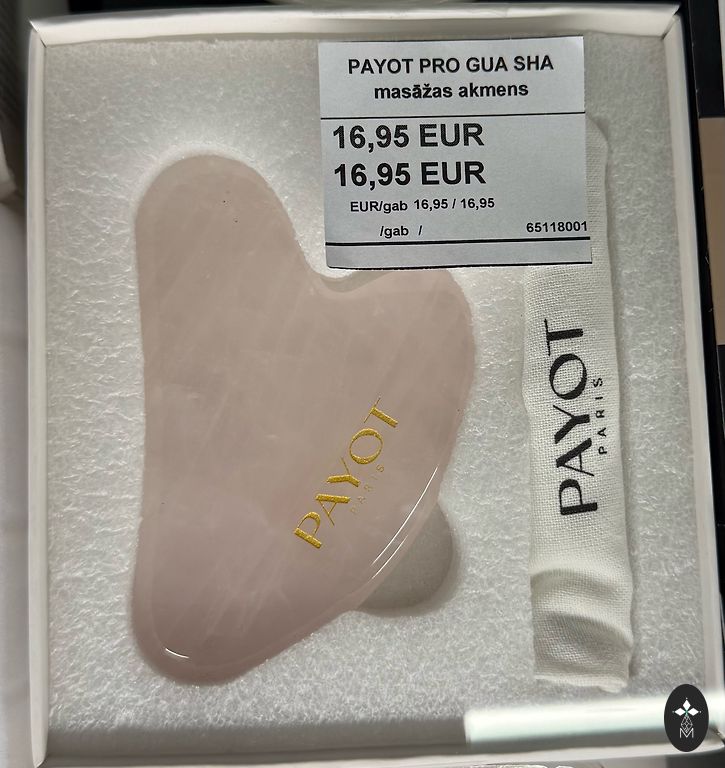 PAYOT PRO GUA SHA
masāžas akmens
16,95 EUR
16,95 EUR
EUR/gab 16,95 / 16,95
/gab /
65118001
PAYOT
PARIS
PAYOT
PARIS